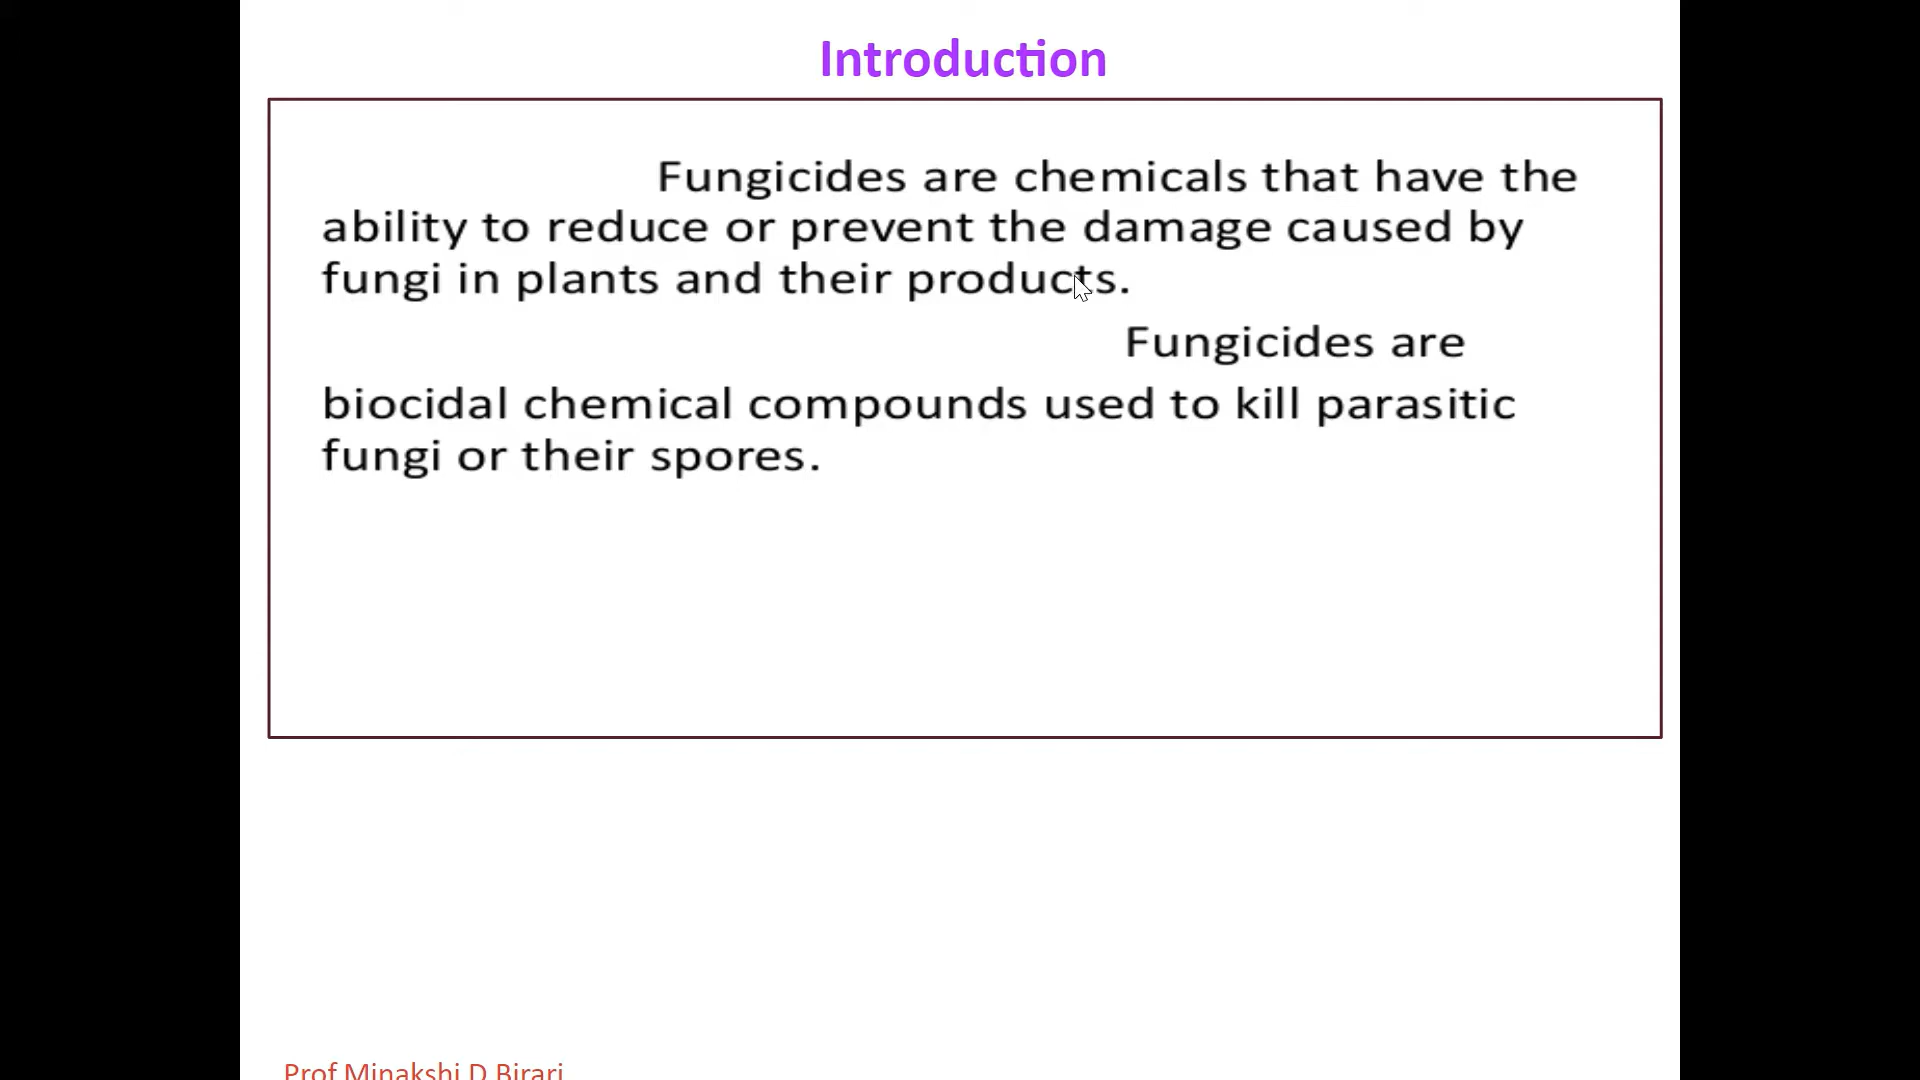 Introduction
Fungicides are chemicals that have the
ability to reduce or prevent the damage caused by
fungi in plants and their products.
Fungicides are
biocidal chemical compounds used to kill parasitic
fungi or their spores.
Prof Minakshi D Birari